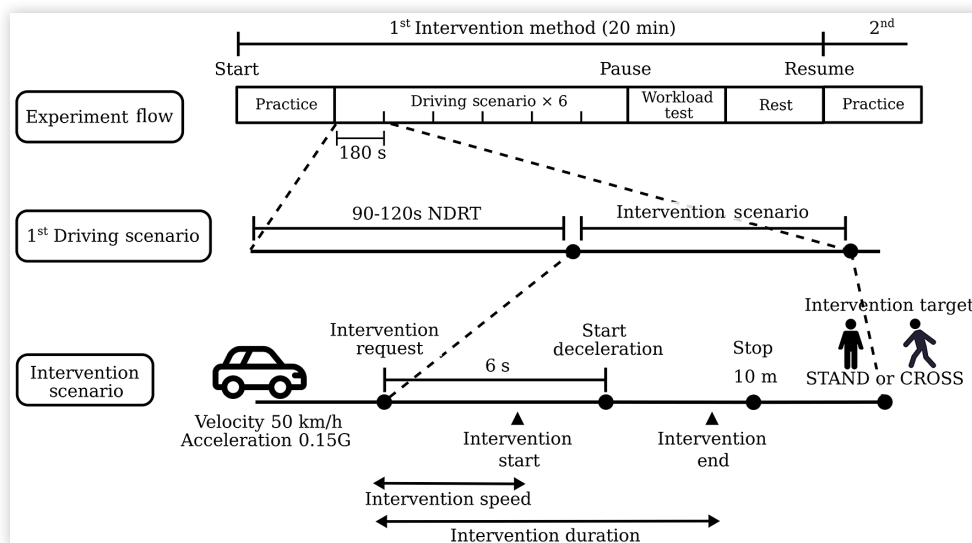 1st Intervention method (20 min)
2nd
Start
Pause
Resume
Experiment flow
Practice
Driving scenario × 6
Workload
test
Rest
Practice
180 s
1st Driving scenario
90-120s NDRT
Intervention scenario
Intervention target
Intervention
request
Start
deceleration
6 s
Stop
10 m
STAND or CROSS
Intervention
scenario
Velocity 50 km/h
Acceleration 0.15G
Intervention
start
Intervention
end
Intervention speed
Intervention duration